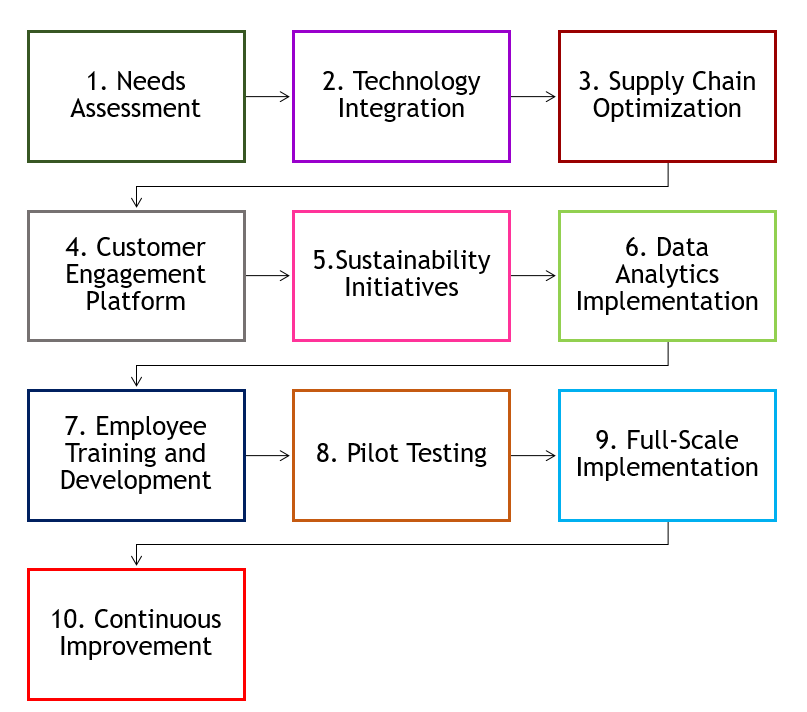 1. Needs
Assessment
2. Technology
Integration
3. Supply Chain
Optimization
4. Customer
Engagement
Platform
5.Sustainability
Initiatives
6. Data
Analytics
Implementation
7. Employee
Training and
Development
8. Pilot Testing
9. Full-Scale
Implementation
10. Continuous
Improvement